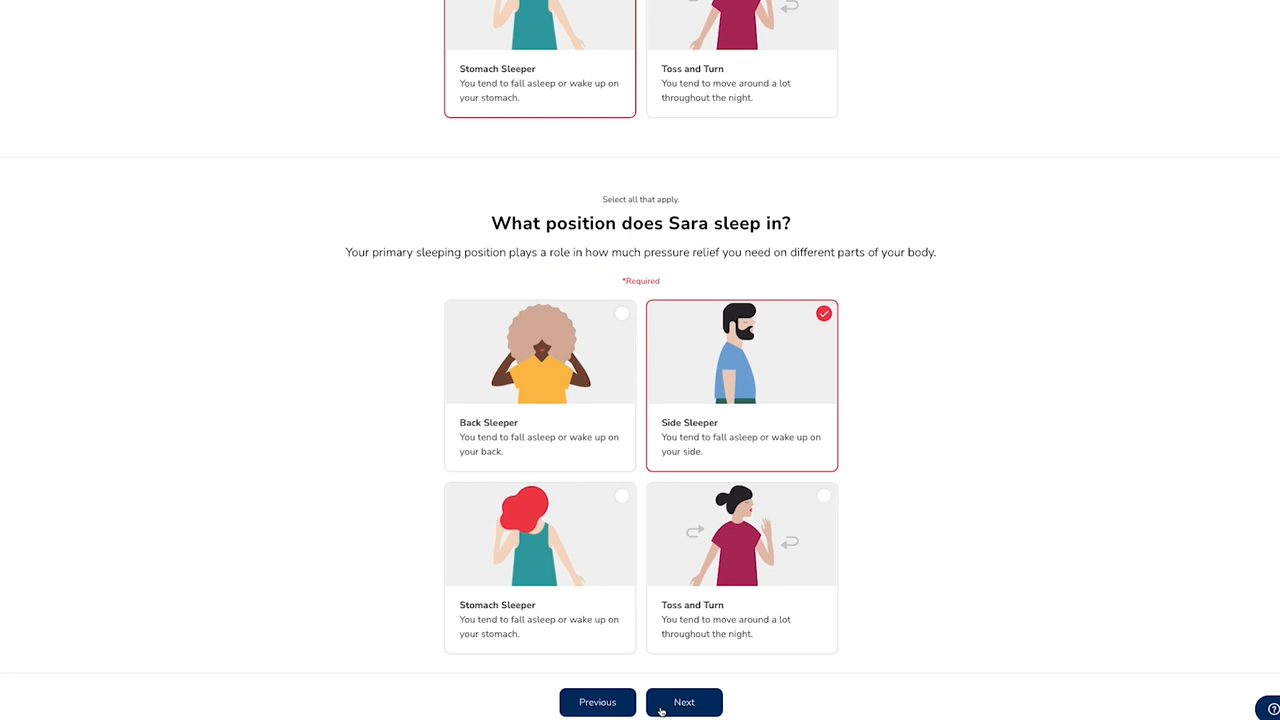 Stomach Sleeper
You tend to fall asleep or wake up on
your stomach.
Toss and Turn
You tend to move around a lot
throughout the night.
Select all that apply.
What position does Sara sleep in?
Your primary sleeping position plays a role in how much pressure relief you need on different parts of your body.
*Required
Back Sleeper
You tend to fall asleep or wake up on
your back.
Side Sleeper
You tend to fall asleep or wake up on
your side.
Stomach Sleeper
You tend to fall asleep or wake up on
your stomach.
Toss and Turn
You tend to move around a lot
throughout the night.
Previous
Next